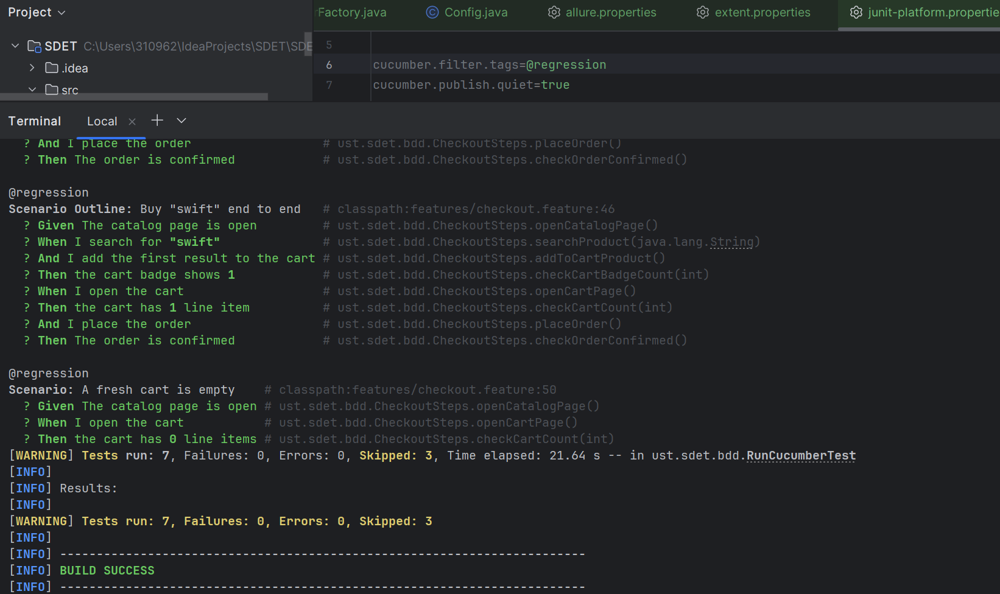 Project
Factory.java
Config.java
allure.properties
extent.properties
junit-platform.propertie
SDET C:\Users\310962\IdeaProjects\SDET\SDE
.idea
src
5
6 cucumber.filter.tags=@regression
7 cucumber.publish.quiet=true
Terminal Local
? And I place the order # ust.sdet.bdd.CheckoutSteps.placeOrder()
? Then The order is confirmed # ust.sdet.bdd.CheckoutSteps.checkOrderConfirmed()
@regression
Scenario Outline: Buy "swift" end to end # classpath:features/checkout.feature:46
? Given The catalog page is open # ust.sdet.bdd.CheckoutSteps.openCatalogPage()
? When I search for "swift" # ust.sdet.bdd.CheckoutSteps.searchProduct(java.lang.String)
? And I add the first result to the cart # ust.sdet.bdd.CheckoutSteps.addToCartProduct()
? Then the cart badge shows 1 # ust.sdet.bdd.CheckoutSteps.checkCartBadgeCount(int)
? When I open the cart # ust.sdet.bdd.CheckoutSteps.openCartPage()
? Then the cart has 1 line item # ust.sdet.bdd.CheckoutSteps.checkCartCount(int)
? And I place the order # ust.sdet.bdd.CheckoutSteps.placeOrder()
? Then The order is confirmed # ust.sdet.bdd.CheckoutSteps.checkOrderConfirmed()
@regression
Scenario: A fresh cart is empty # classpath:features/checkout.feature:50
? Given The catalog page is open # ust.sdet.bdd.CheckoutSteps.openCatalogPage()
? When I open the cart # ust.sdet.bdd.CheckoutSteps.openCartPage()
? Then the cart has 0 line items # ust.sdet.bdd.CheckoutSteps.checkCartCount(int)
[WARNING] Tests run: 7, Failures: 0, Errors: 0, Skipped: 3, Time elapsed: 21.64 s -- in ust.sdet.bdd.RunCucumberTest
[INFO]
[INFO] Results:
[INFO]
[WARNING] Tests run: 7, Failures: 0, Errors: 0, Skipped: 3
[INFO]
[INFO] ------------------------------------------------------------------------
[INFO] BUILD SUCCESS
[INFO] ------------------------------------------------------------------------